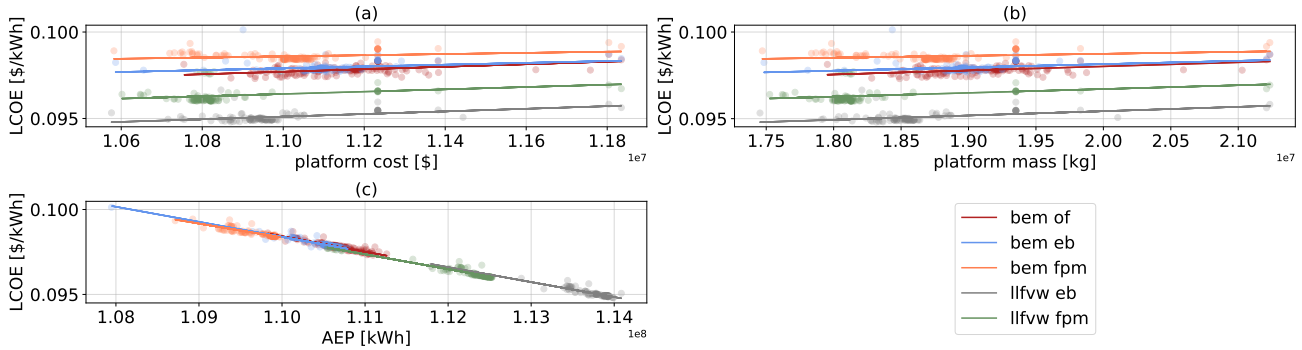 (a)
LCOE [$/kWh]
0.100
0.095
1.06 1.08 1.10 1.12 1.14 1.16 1.18
1e7
platform cost [$]
(b)
LCOE [$/kWh]
0.100
0.095
1.75 1.80 1.85 1.90 1.95 2.00 2.05 2.10
1e7
platform mass [kg]
(c)
LCOE [$/kWh]
0.100
0.095
1.08 1.09 1.10 1.11 1.12 1.13 1.14
1e8
AEP [kWh]
bem of
bem eb
bem fpm
llfvw eb
llfvw fpm